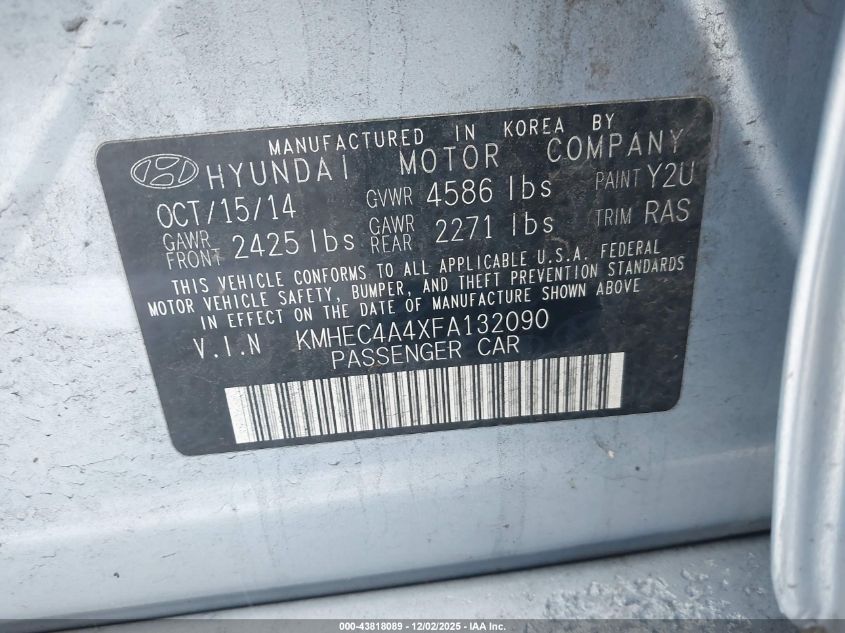 MANUFACTURED IN KOREA BY
HYUNDAI MOTOR COMPANY
OCT/15/14 GVWR 4586 lbs PAINT Y2U
GAWR FRONT 2425 lbs GAWR REAR 2271 lbs TRIM RAS
THIS VEHICLE CONFORMS TO ALL APPLICABLE U.S.A. FEDERAL
MOTOR VEHICLE SAFETY, BUMPER, AND THEFT PREVENTION STANDARDS
IN EFFECT ON THE DATE OF MANUFACTURE SHOWN ABOVE
V.I.N KMHEC4A4XFA132090
PASSENGER CAR
000-43818089 - 12/02/2025 - IAA Inc.